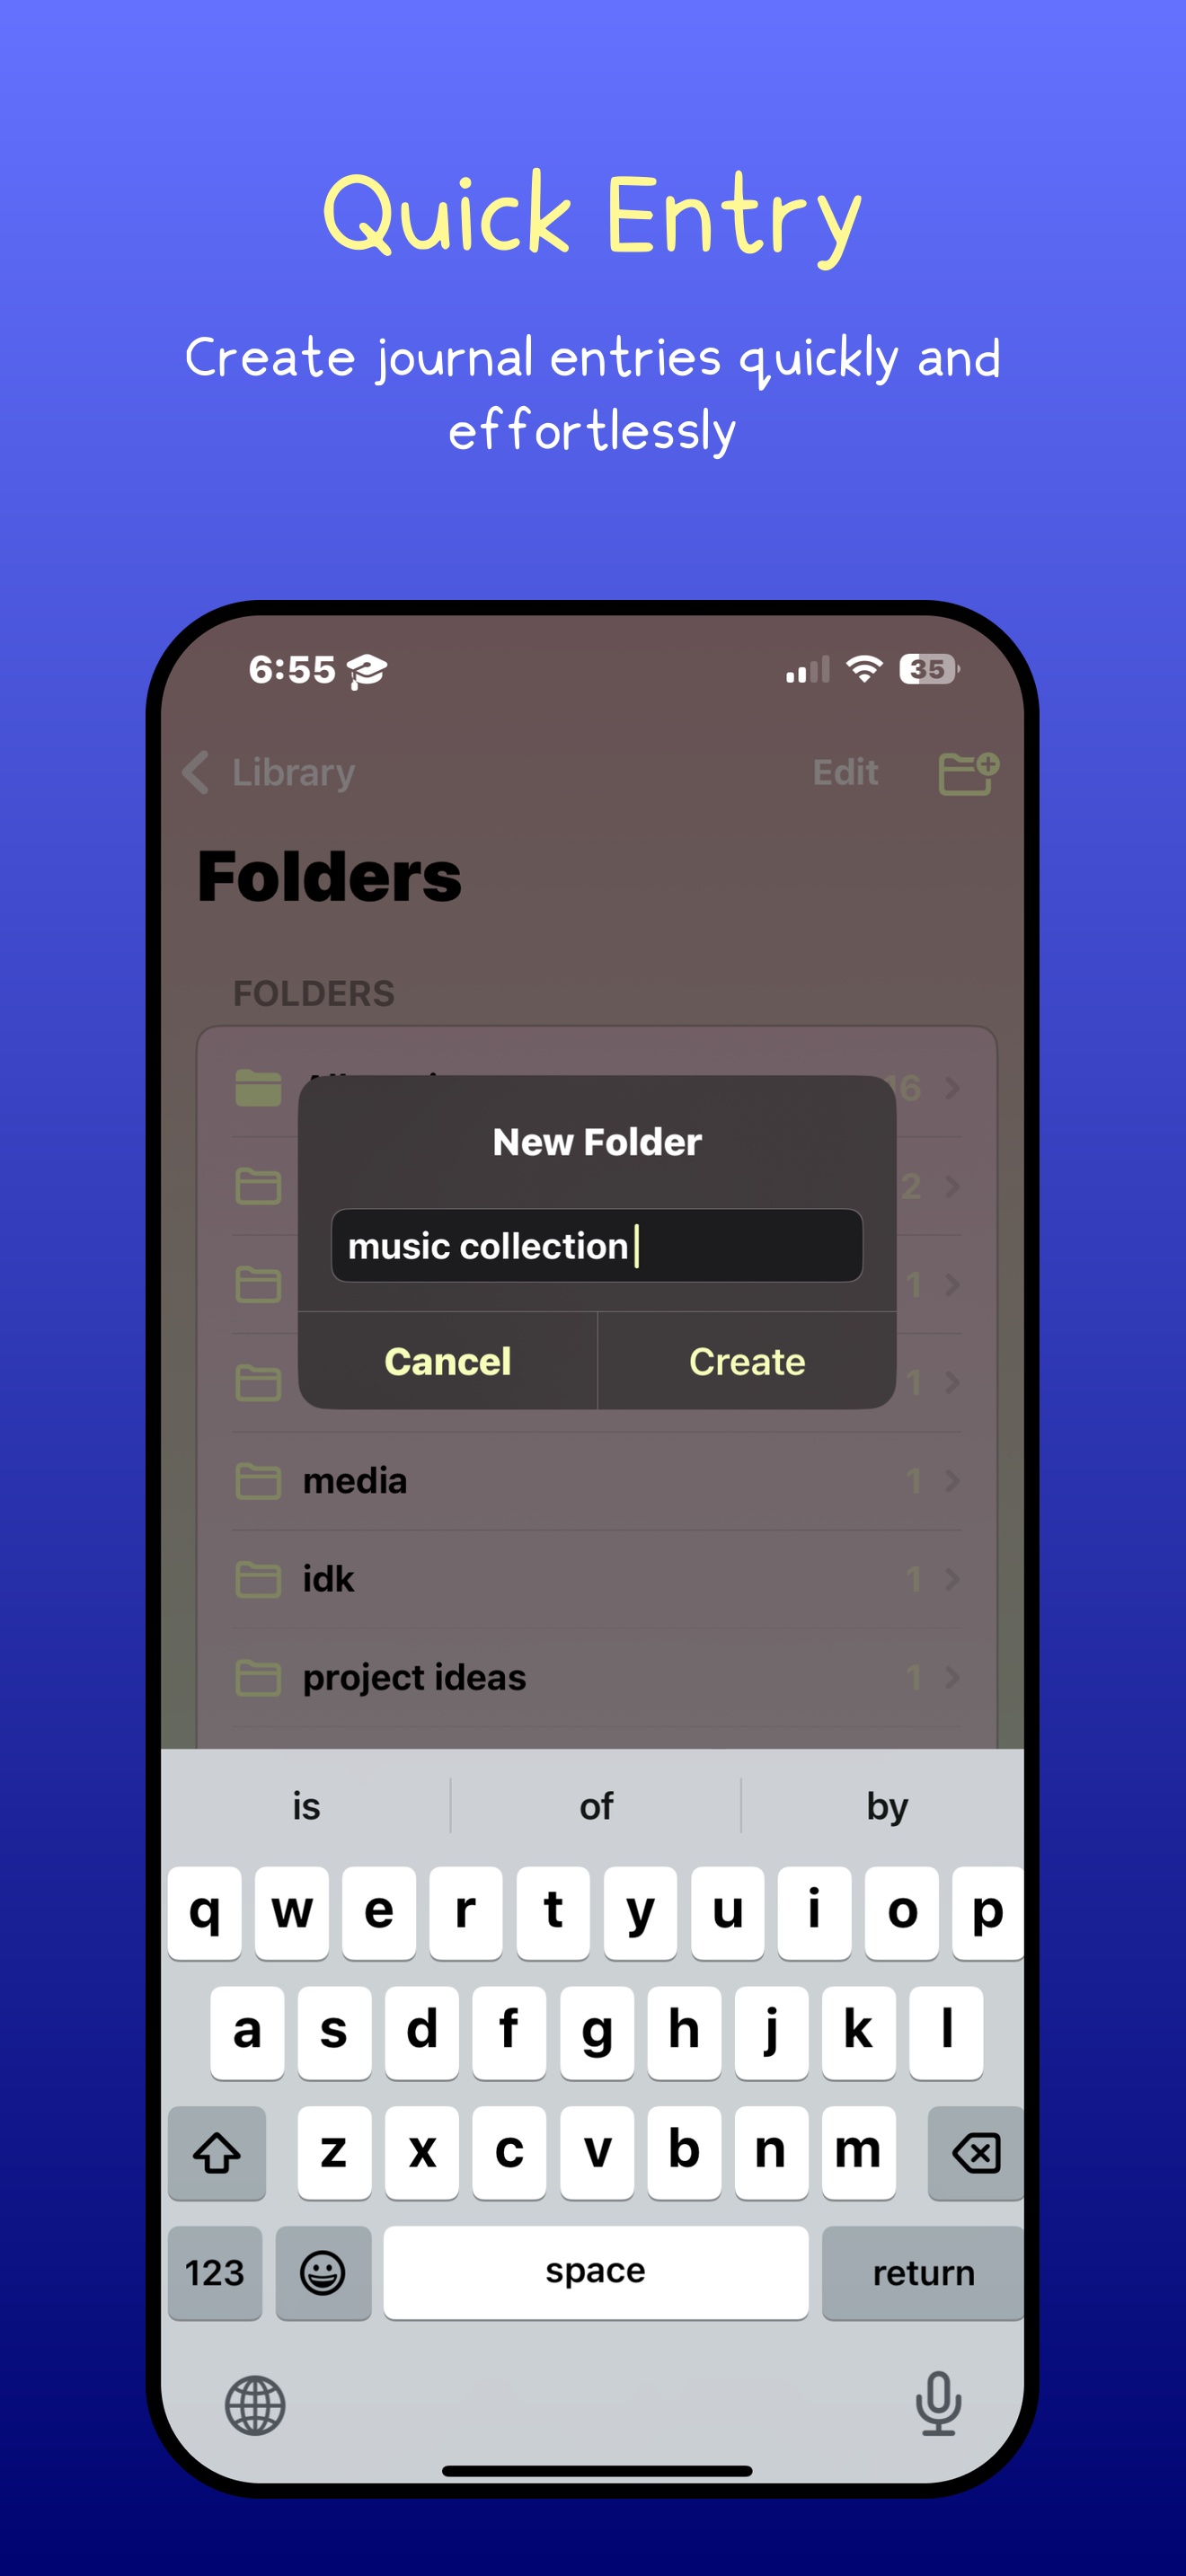 Quick Entry
Create journal entries quickly and
effortlessly
6:55
35
Library
Edit
Folders
FOLDERS
16
New Folder
2
music collection
1
Cancel
Create
1
media
1
idk
1
project ideas
1
is
of
by
q w e r t y u i o p
a s d f g h j k l
z x c v b n m
123
space
return